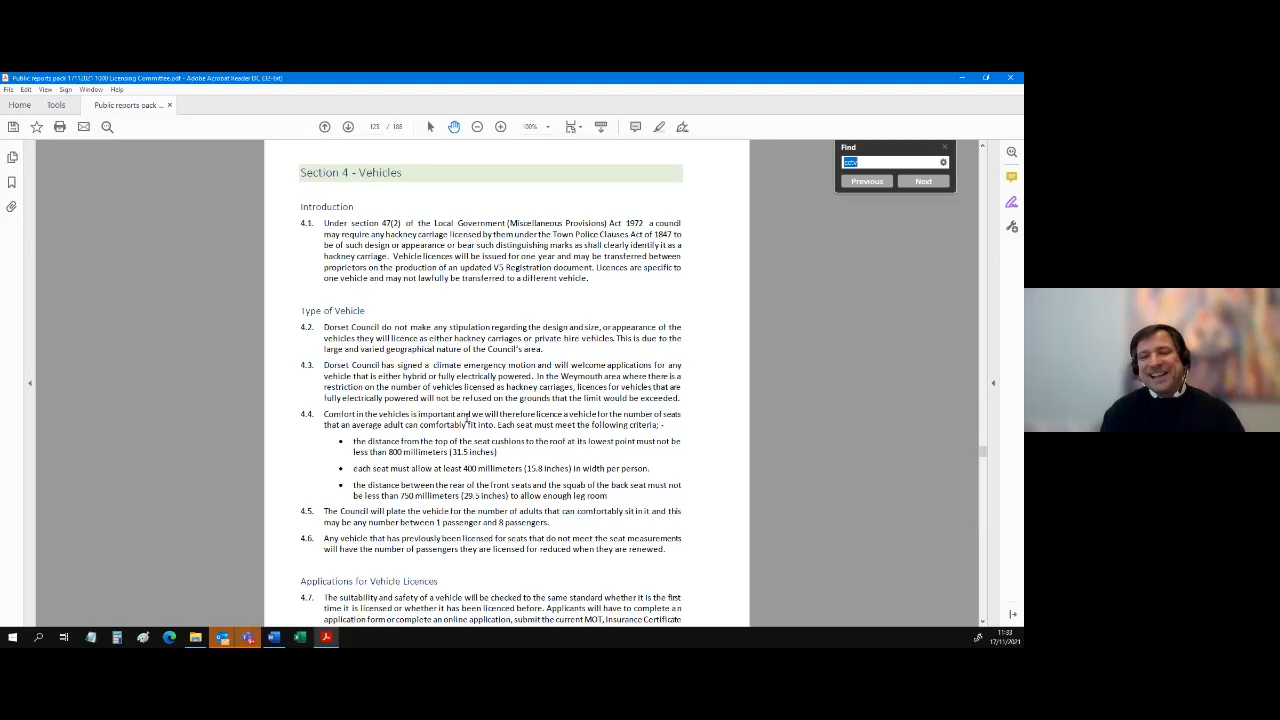 Public reports pack 17112021 1000 Licensing Committee.pdf - Adobe Acrobat Reader DC (32-bit)
File Edit View Sign Window Help
Home Tools Public reports pack ... ×
123 / 188 100%
Find
cctv
Previous Next
Section 4 - Vehicles
Introduction
4.1. Under section 47(2) of the Local Government (Miscellaneous Provisions) Act 1972 a council
may require any hackney carriage licensed by them under the Town Police Clauses Act of 1847 to
be of such design or appearance or bear such distinguishing marks as shall clearly identify it as a
hackney carriage. Vehicle licences will be issued for one year and may be transferred between
proprietors on the production of an updated V5 Registration document. Licences are specific to
one vehicle and may not lawfully be transferred to a different vehicle.
Type of Vehicle
4.2. Dorset Council do not make any stipulation regarding the design and size, or appearance of the
vehicles they will licence as either hackney carriages or private hire vehicles. This is due to the
large and varied geographical nature of the Council's area.
4.3. Dorset Council has signed a climate emergency motion and will welcome applications for any
vehicle that is either hybrid or fully electrically powered. In the Weymouth area where there is a
restriction on the number of vehicles licensed as hackney carriages, licences for vehicles that are
fully electrically powered will not be refused on the grounds that the limit would be exceeded.
4.4. Comfort in the vehicles is important and we will therefore licence a vehicle for the number of seats
that an average adult can comfortably fit into. Each seat must meet the following criteria; -
• the distance from the top of the seat cushions to the roof at its lowest point must not be
less than 800 millimeters (31.5 inches)
• each seat must allow at least 400 millimeters (15.8 inches) in width per person.
• the distance between the rear of the front seats and the squab of the back seat must not
be less than 750 millimeters (29.5 inches) to allow enough leg room
4.5. The Council will plate the vehicle for the number of adults that can comfortably sit in it and this
may be any number between 1 passenger and 8 passengers.
4.6. Any vehicle that has previously been licensed for seats that do not meet the seat measurements
will have the number of passengers they are licensed for reduced when they are renewed.
Applications for Vehicle Licences
4.7. The suitability and safety of a vehicle will be checked to the same standard whether it is the first
time it is licensed or whether it has been licenced before. Applicants will have to complete an
application form or complete an online application, submit the current MOT, Insurance Certificate
11:33
17/11/2021